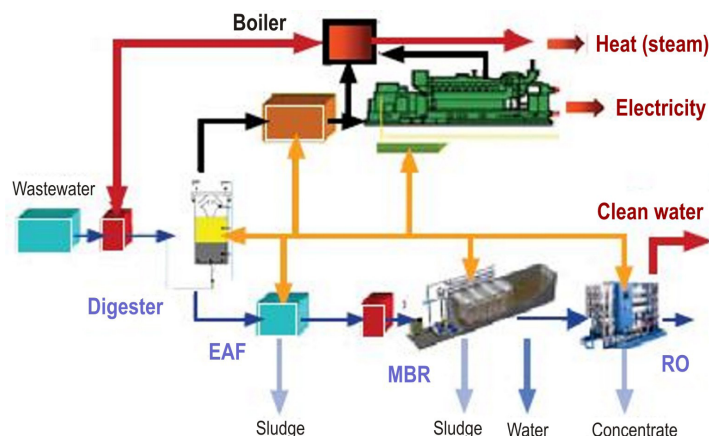 Boiler
Heat (steam)
Electricity
Wastewater
Clean water
Digester
EAF
MBR
RO
Sludge
Sludge
Water
Concentrate